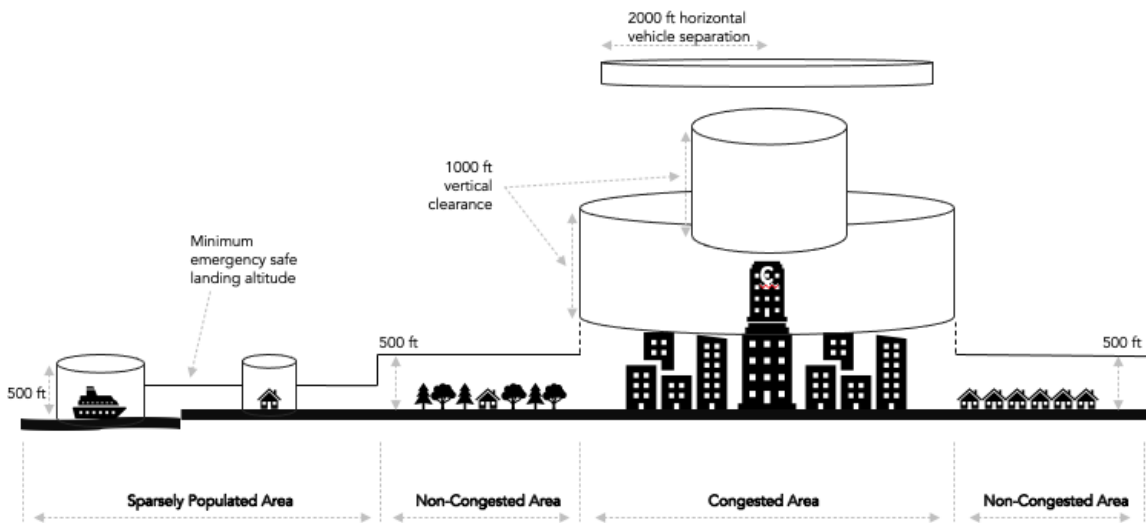 2000 ft horizontal
vehicle separation
1000 ft
vertical
clearance
Minimum
emergency safe
landing altitude
500 ft
500 ft
500 ft
Sparsely Populated Area
Non-Congested Area
Congested Area
Non-Congested Area